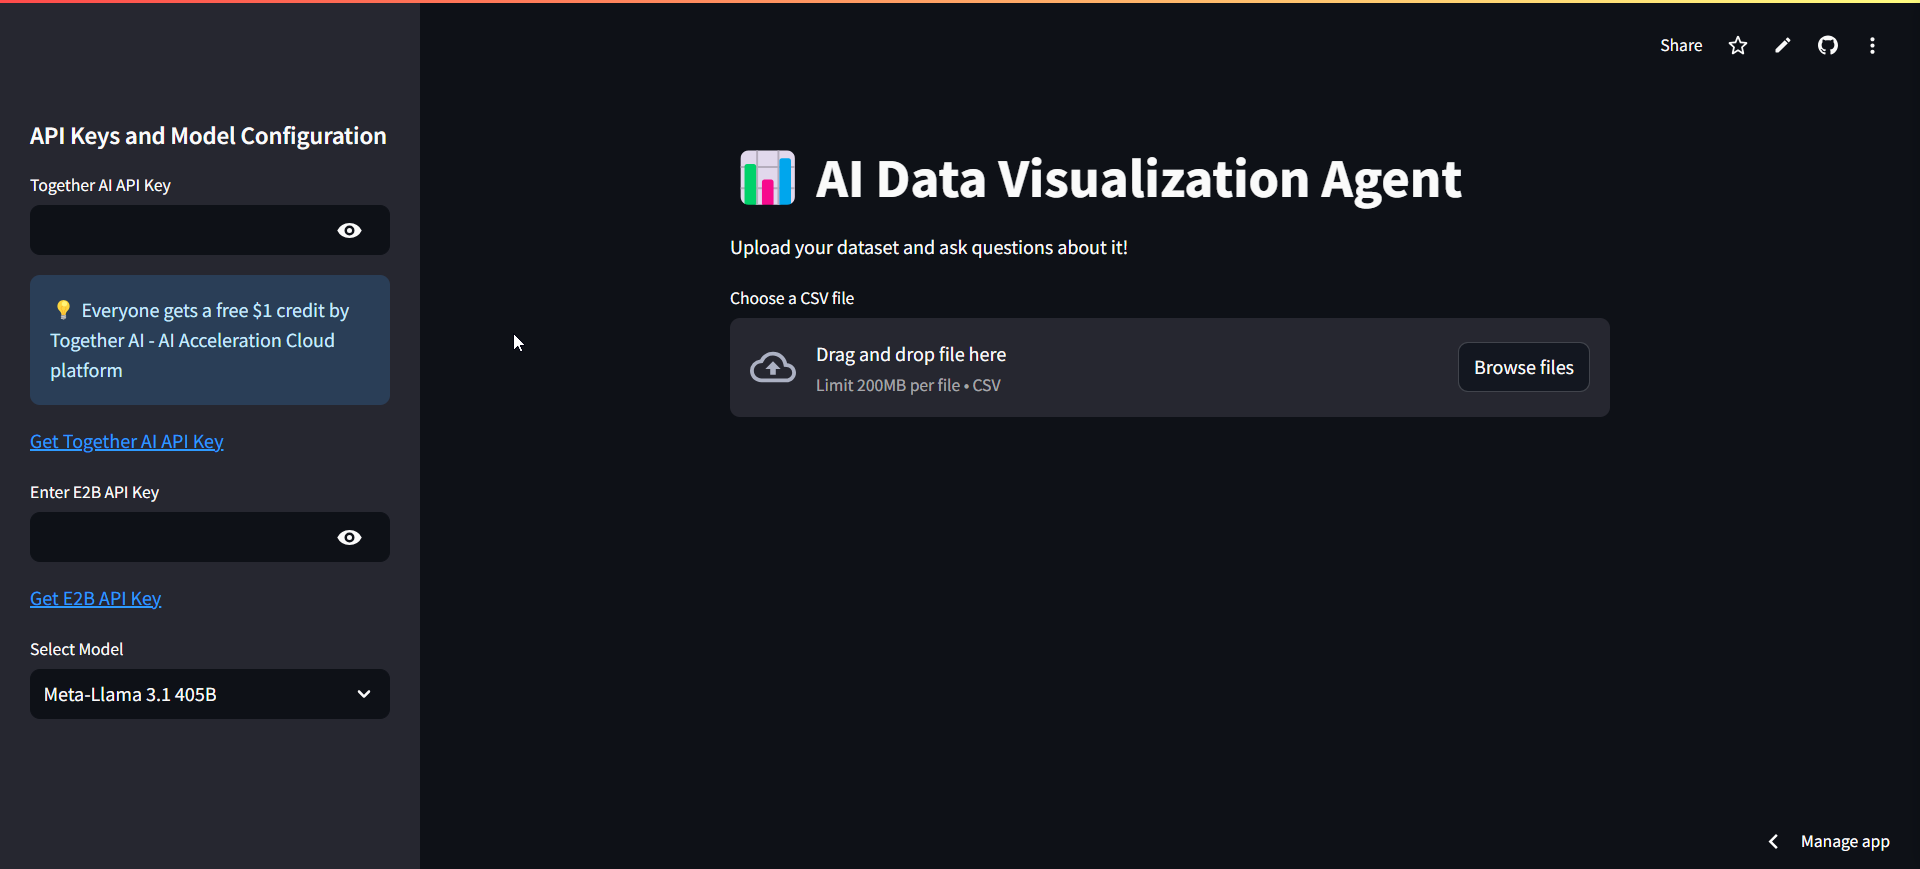 Share
API Keys and Model Configuration
Together AI API Key
💡 Everyone gets a free $1 credit by
Together AI - AI Acceleration Cloud
platform
Get Together AI API Key
Enter E2B API Key
Get E2B API Key
Select Model
Meta-Llama 3.1 405B
📊 AI Data Visualization Agent
Upload your dataset and ask questions about it!
Choose a CSV file
Drag and drop file here
Limit 200MB per file • CSV
Browse files
Manage app